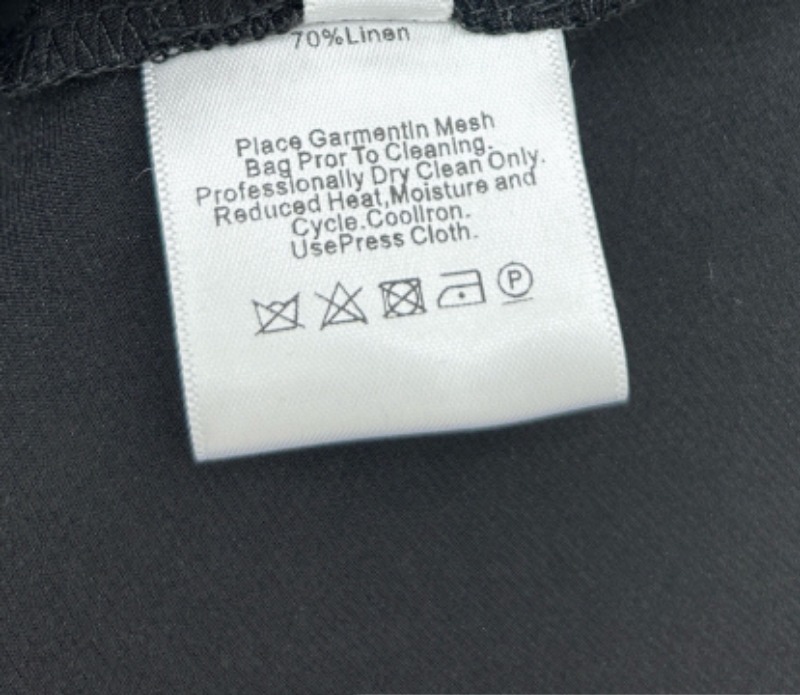 70%Linen
Place GarmentIn Mesh
Bag Pror To Cleaning.
Professionally Dry Clean Only.
Reduced Heat,Moisture and
Cycle.CoolIron.
UsePress Cloth.
P